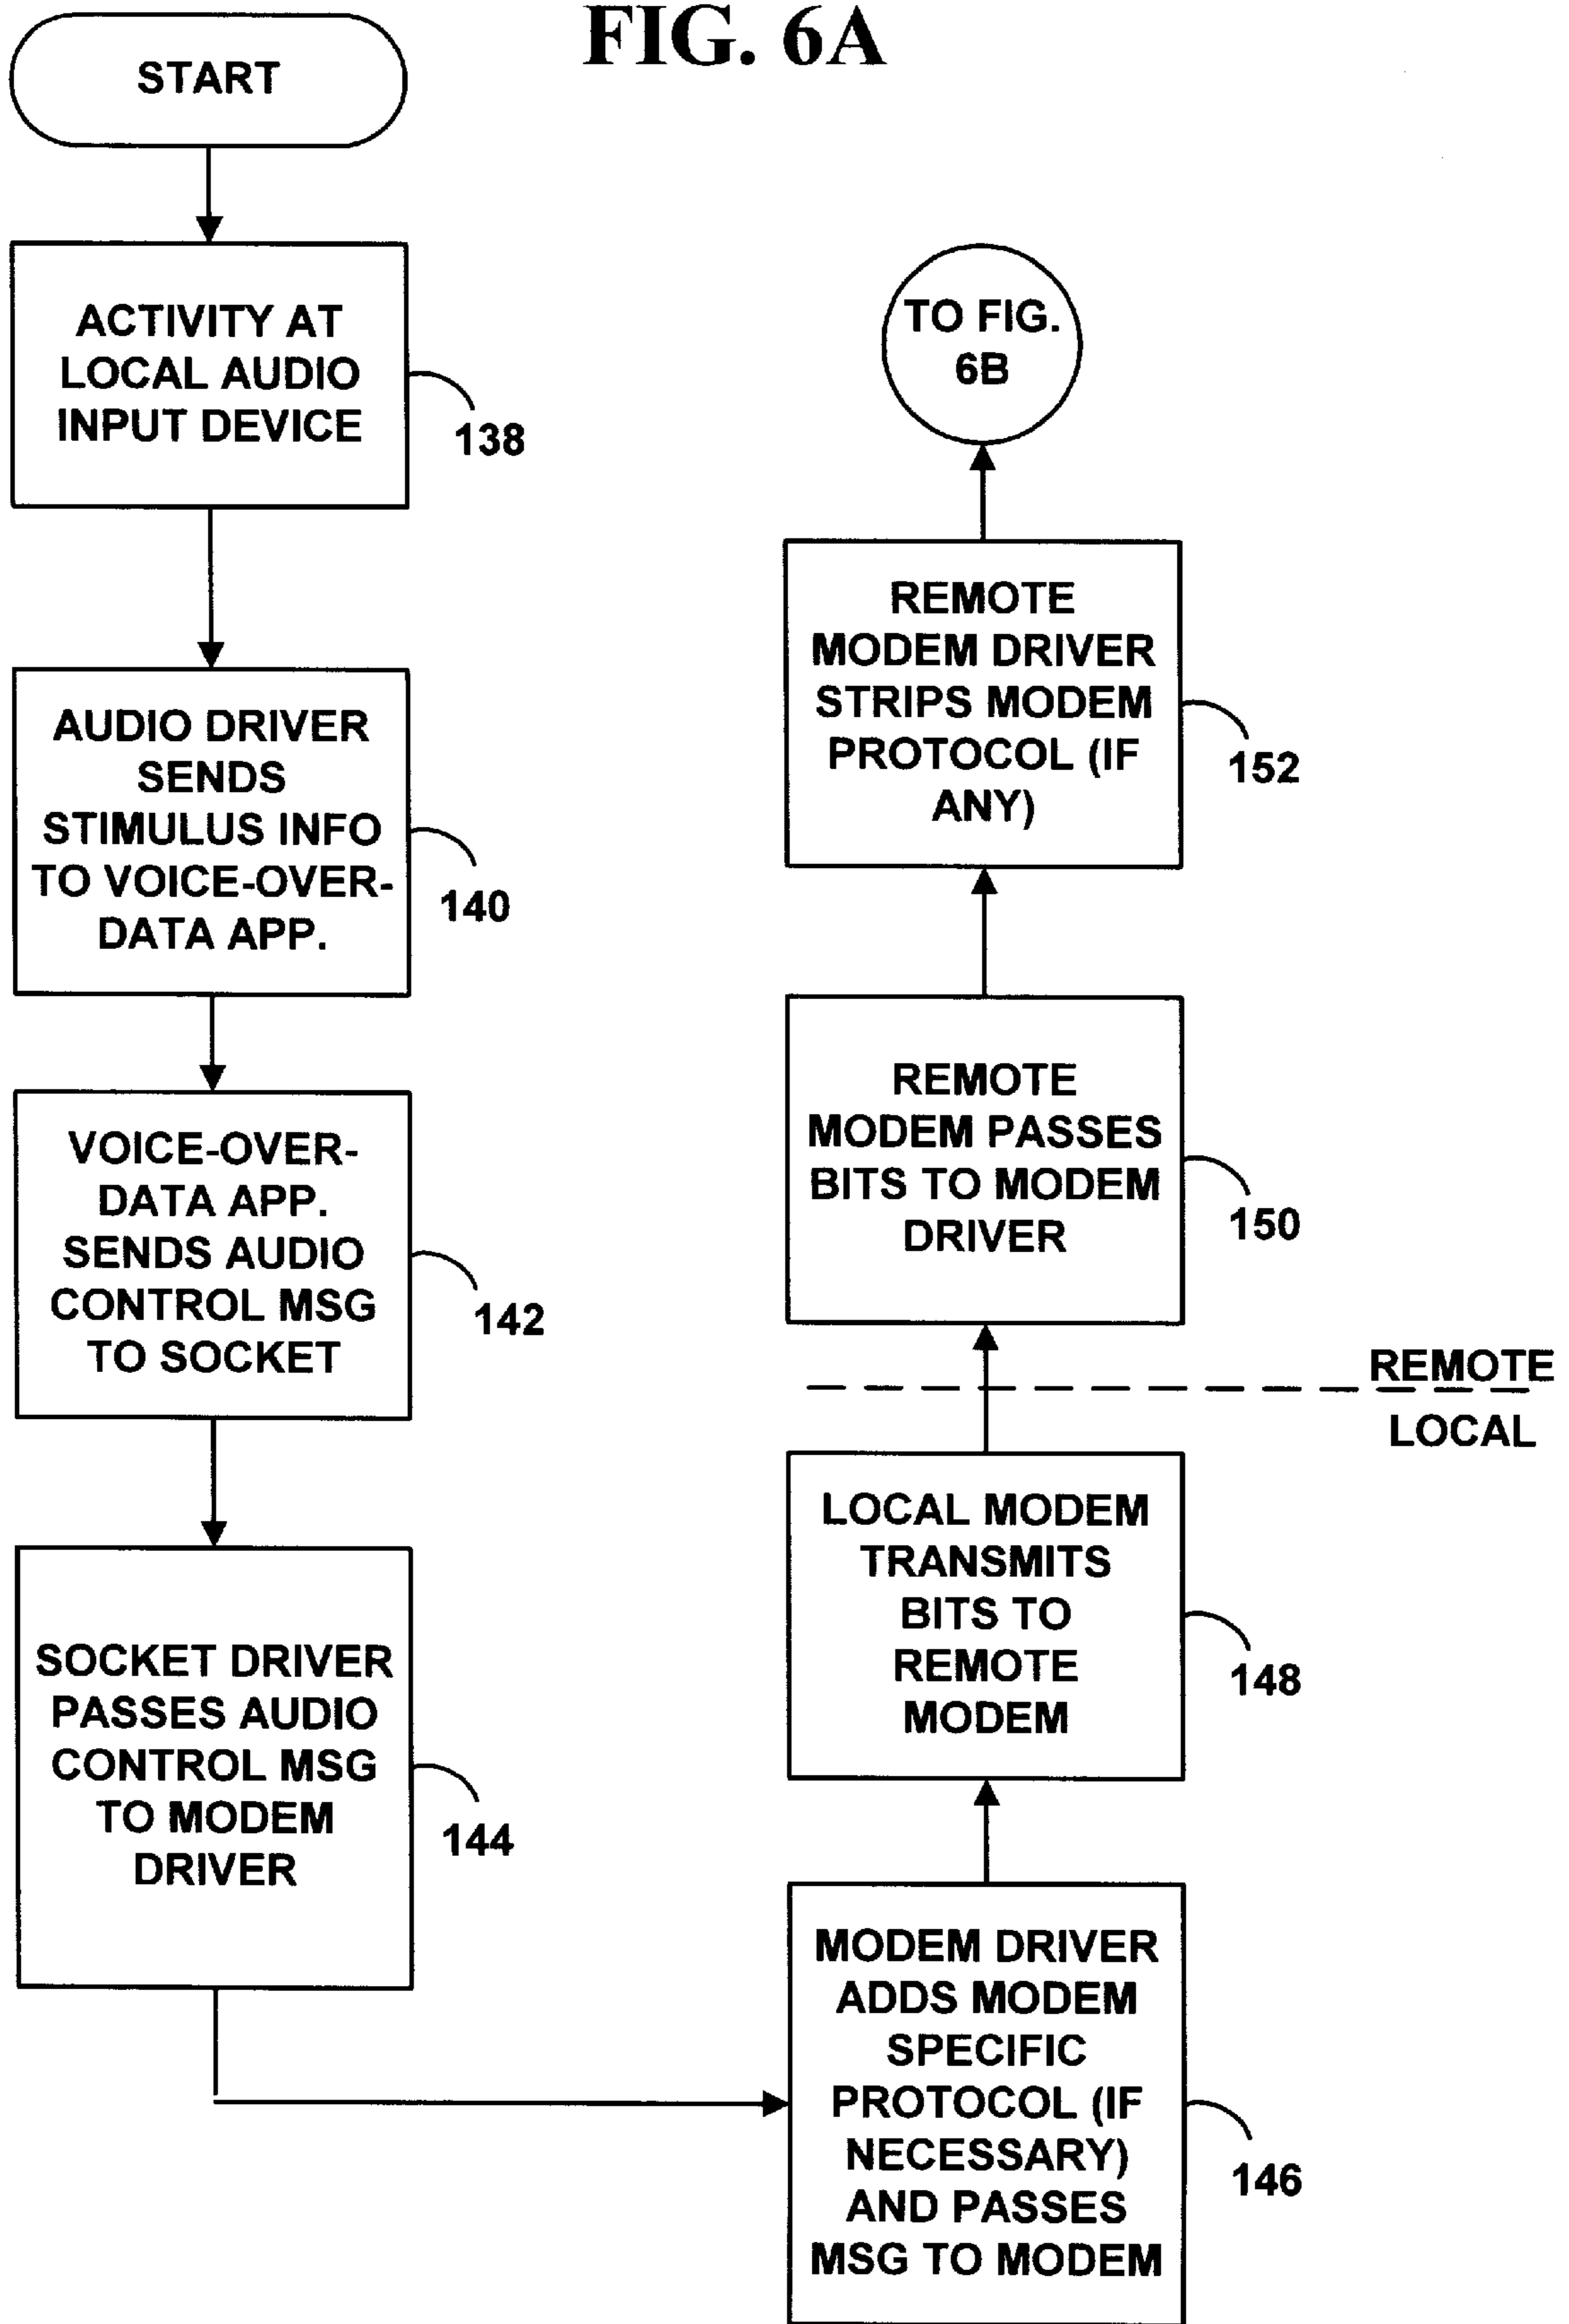 FIG. 6A
START
ACTIVITY AT
LOCAL AUDIO
INPUT DEVICE
138
AUDIO DRIVER
SENDS
STIMULUS INFO
TO VOICE-OVER-
DATA APP.
140
VOICE-OVER-
DATA APP.
SENDS AUDIO
CONTROL MSG
TO SOCKET
142
SOCKET DRIVER
PASSES AUDIO
CONTROL MSG
TO MODEM
DRIVER
144
MODEM DRIVER
ADDS MODEM
SPECIFIC
PROTOCOL (IF
NECESSARY)
AND PASSES
MSG TO MODEM
146
LOCAL MODEM
TRANSMITS
BITS TO
REMOTE
MODEM
148
REMOTE
LOCAL
REMOTE
MODEM PASSES
BITS TO MODEM
DRIVER
150
REMOTE
MODEM DRIVER
STRIPS MODEM
PROTOCOL (IF
ANY)
152
TO FIG.
6B